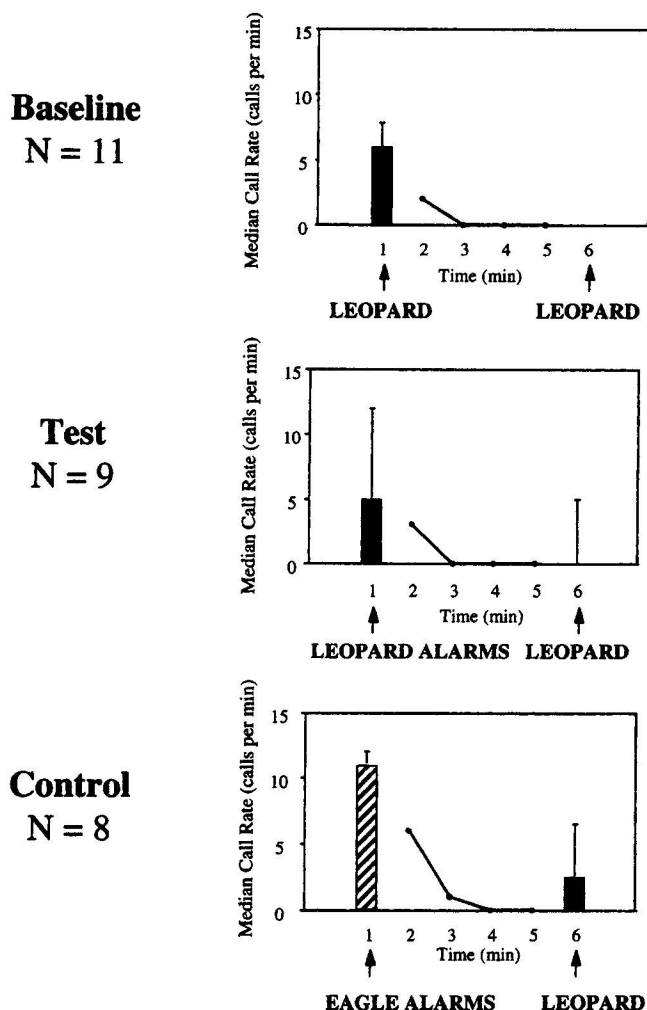 Baseline
N = 11
Median Call Rate (calls per min)
15
10
5
0
1 2 3 4 5 6
Time (min)
LEOPARD LEOPARD
Test
N = 9
Median Call Rate (calls per min)
15
10
5
0
1 2 3 4 5 6
Time (min)
LEOPARD ALARMS LEOPARD
Control
N = 8
Median Call Rate (calls per min)
15
10
5
0
1 2 3 4 5 6
Time (min)
EAGLE ALARMS LEOPARD